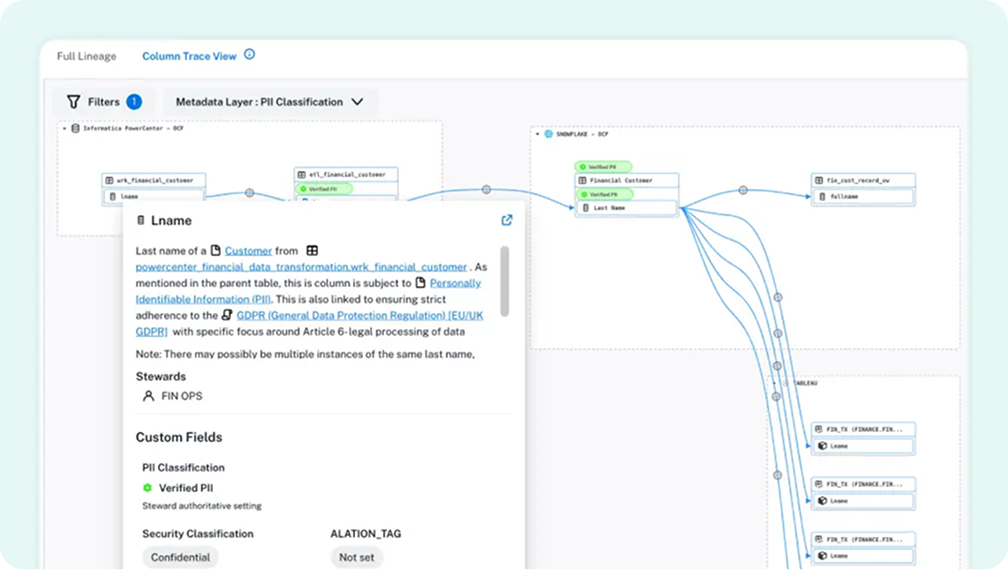 Full Lineage
Column Trace View
Filters 1
Metadata Layer : PII Classification
Informatica PowerCenter - DCF
wrk_financial_customer
lname
etl_financial_customer
Verified PII
SNOWFLAKE - DCF
Verified PII
Financial Customer
Verified PII
Last Name
fin_cust_record_vw
fullname
Lname
Last name of a Customer from
powercenter_financial_data_transformation.wrk_financial_customer . As
mentioned in the parent table, this is column is subject to Personally
Identifiable Information (PII). This is also linked to ensuring strict
adherence to the GDPR (General Data Protection Regulation) [EU/UK
GDPR] with specific focus around Article 6-legal processing of data
Note: There may possibly be multiple instances of the same last name,
Stewards
FIN OPS
Custom Fields
PII Classification
Verified PII
Steward authoritative setting
Security Classification
Confidential
ALATION_TAG
Not set
TABLEAU
FIN_TX (FINANCE.FIN...
Lname
FIN_TX (FINANCE.FIN...
Lname
FIN_TX (FINANCE.FIN...
Lname